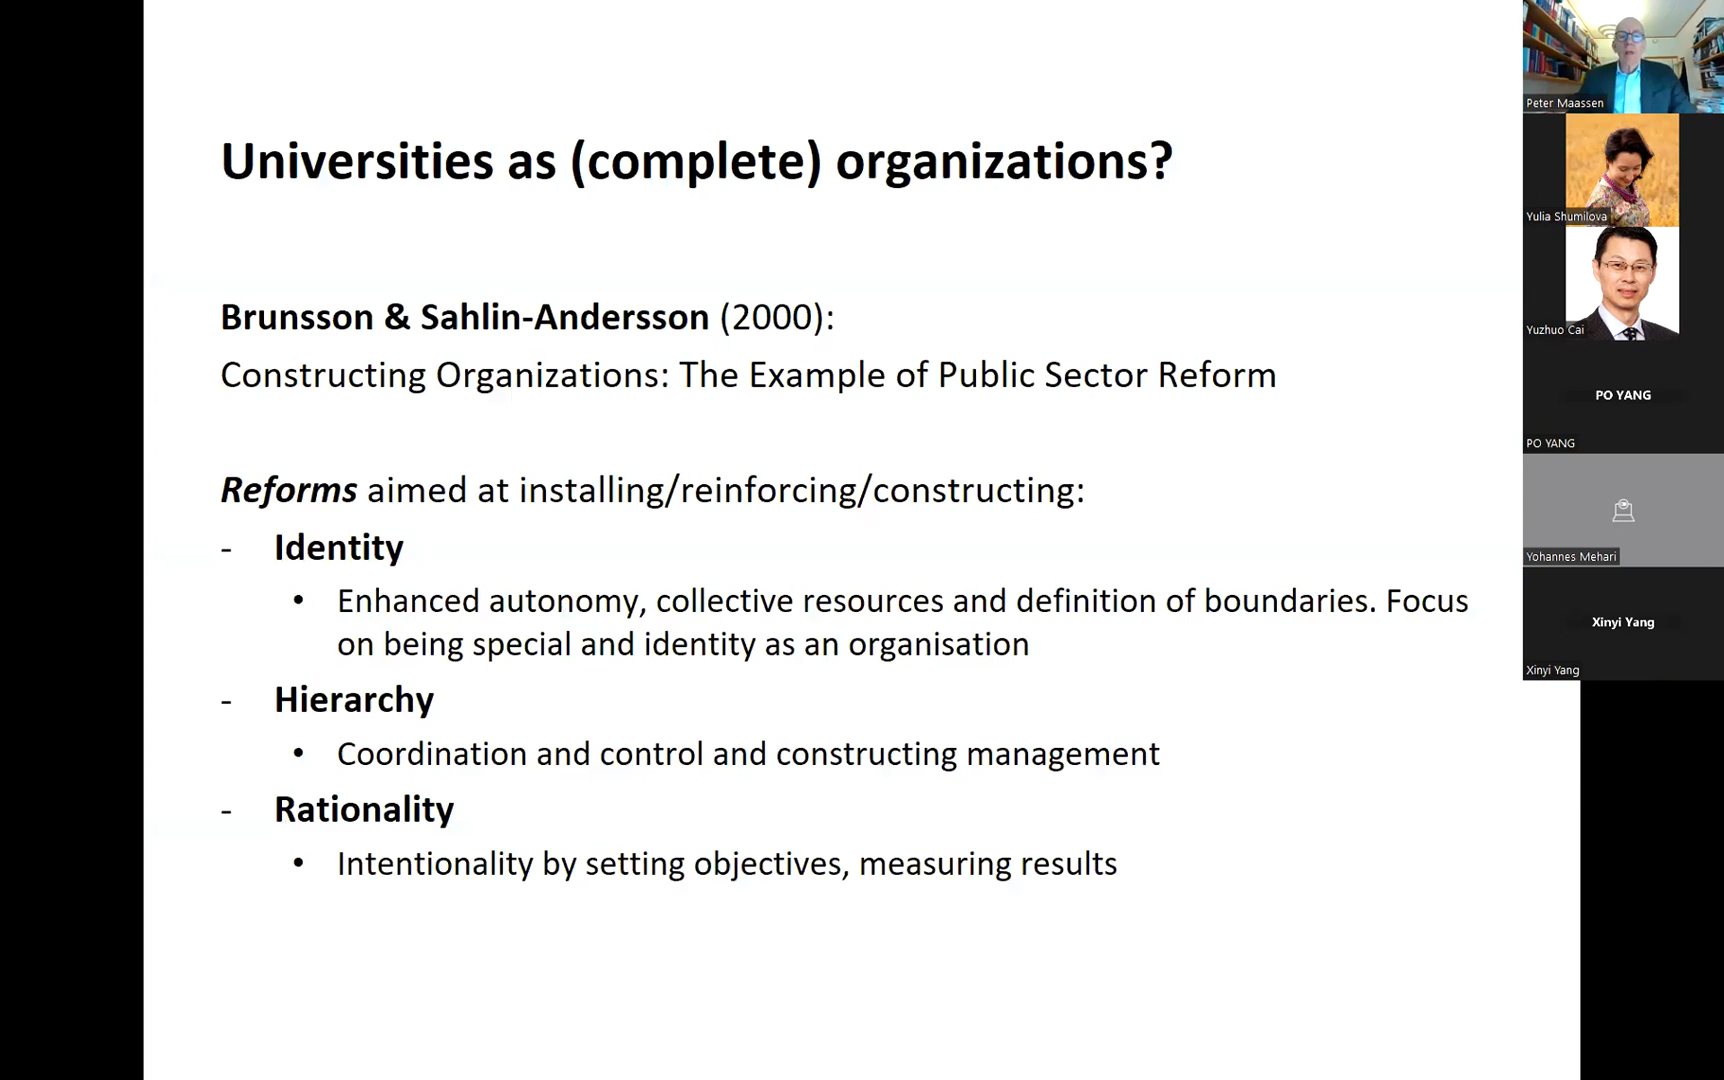 Universities as (complete) organizations?
Brunsson & Sahlin-Andersson (2000):
Constructing Organizations: The Example of Public Sector Reform
Reforms aimed at installing/reinforcing/constructing:
- Identity
• Enhanced autonomy, collective resources and definition of boundaries. Focus
on being special and identity as an organisation
- Hierarchy
• Coordination and control and constructing management
- Rationality
• Intentionality by setting objectives, measuring results
Peter Maassen
Yulia Shumilova
Yuzhuo Cai
PO YANG
PO YANG
Yohannes Mehari
Xinyi Yang
Xinyi Yang